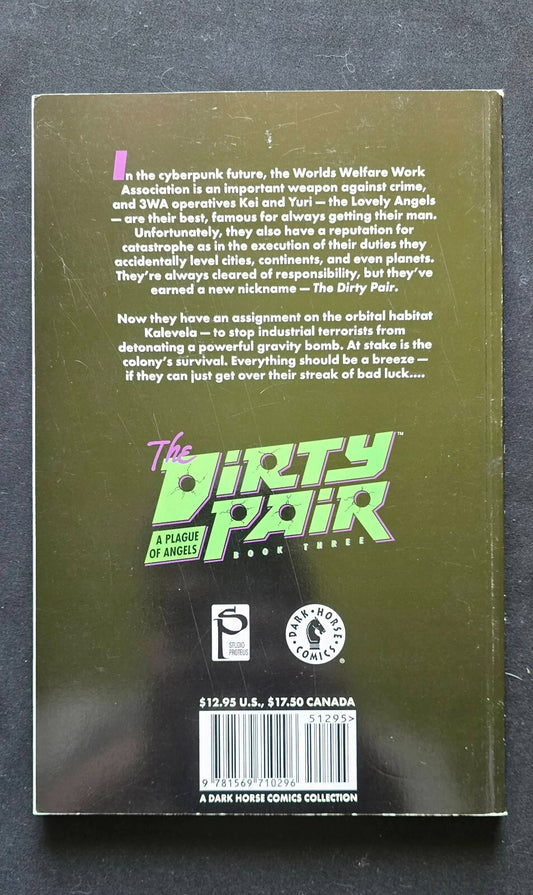 In the cyberpunk future, the Worlds Welfare Work
Association is an important weapon against crime,
and 3WA operatives Kei and Yuri — the Lovely Angels
— are their best, famous for always getting their man.
Unfortunately, they also have a reputation for
catastrophe as in the execution of their duties they
accidentally level cities, continents, and even planets.
They're always cleared of responsibility, but they've
earned a new nickname — The Dirty Pair.
Now they have an assignment on the orbital habitat
Kalevela — to stop industrial terrorists from
detonating a powerful gravity bomb. At stake is the
colony's survival. Everything should be a breeze —
if they can just get over their streak of bad luck....
The
DiRTY™
PAiR
A PLAGUE
OF ANGELS
BOOK THREE
SP
STUDIO
PROTEUS
DARK HORSE
COMICS
®
$12.95 U.S., $17.50 CANADA
51295>
9 781569 710296
A DARK HORSE COMICS COLLECTION